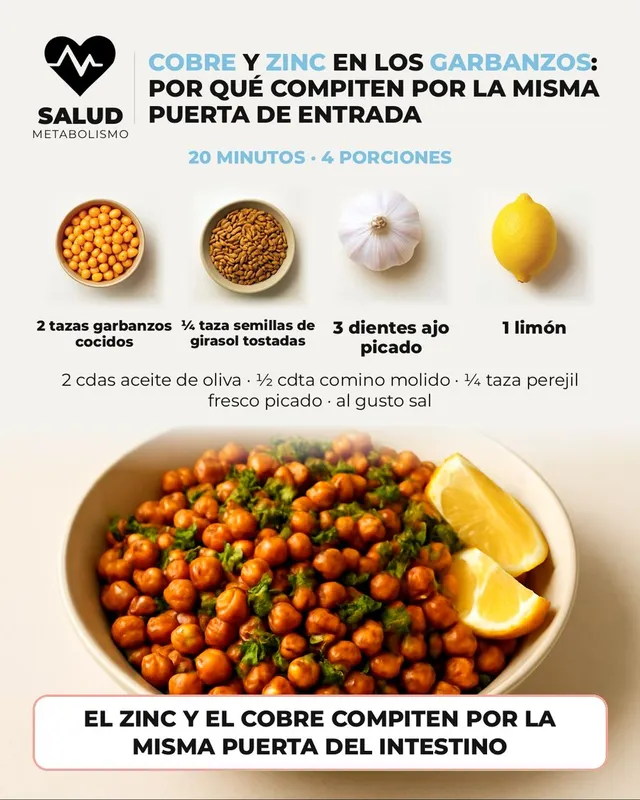 SALUD
METABOLISMO
COBRE Y ZINC EN LOS GARBANZOS:
POR QUÉ COMPITEN POR LA MISMA
PUERTA DE ENTRADA
20 MINUTOS · 4 PORCIONES
2 tazas garbanzos
cocidos
¼ taza semillas de
girasol tostadas
3 dientes ajo
picado
1 limón
2 cdas aceite de oliva · ½ cdta comino molido · ¼ taza perejil
fresco picado · al gusto sal
EL ZINC Y EL COBRE COMPITEN POR LA
MISMA PUERTA DEL INTESTINO